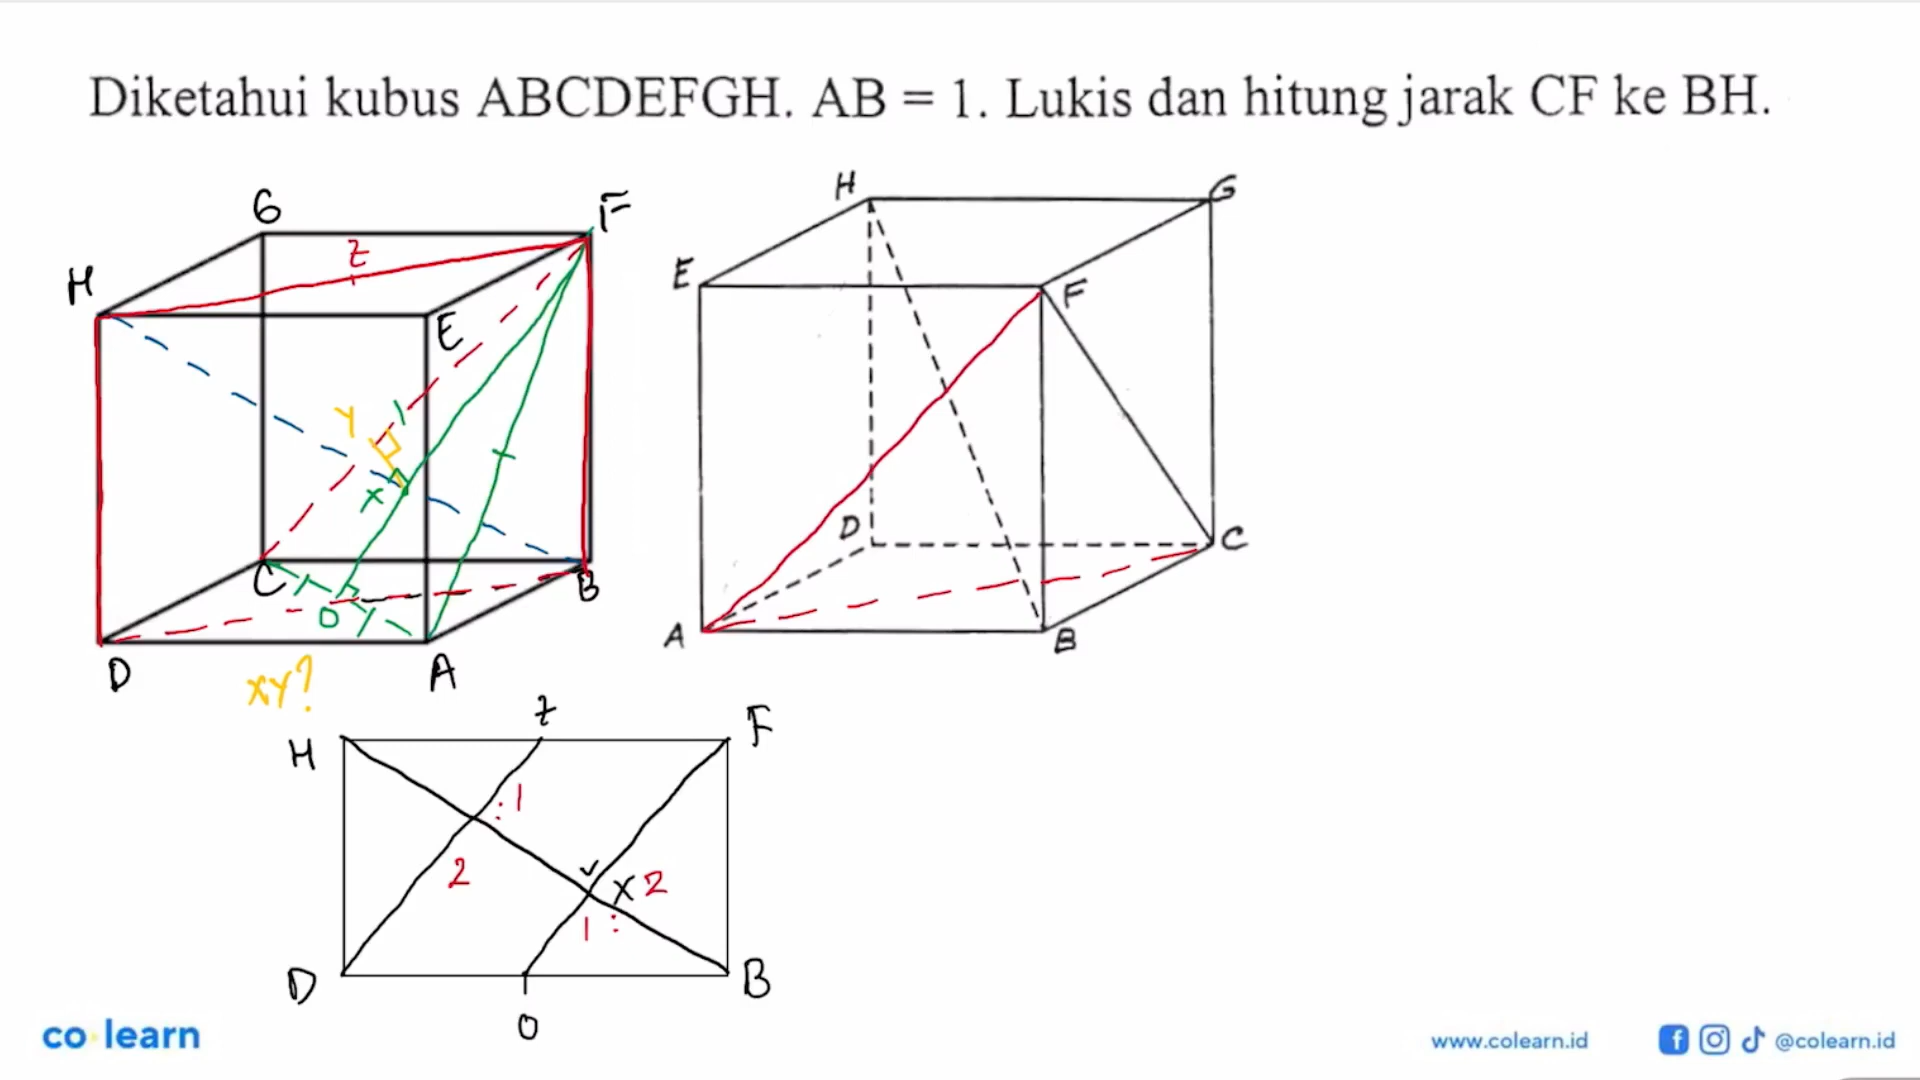 Diketahui kubus ABCDEFGH. AB = 1. Lukis dan hitung jarak CF ke BH.
G F
H z
E
Y
X
C B
O
D A
XY?
H G
E F
D C
A B
z
H F
: 1
2
X 2
1 :
D B
O
co learn
www.colearn.id @colearn.id